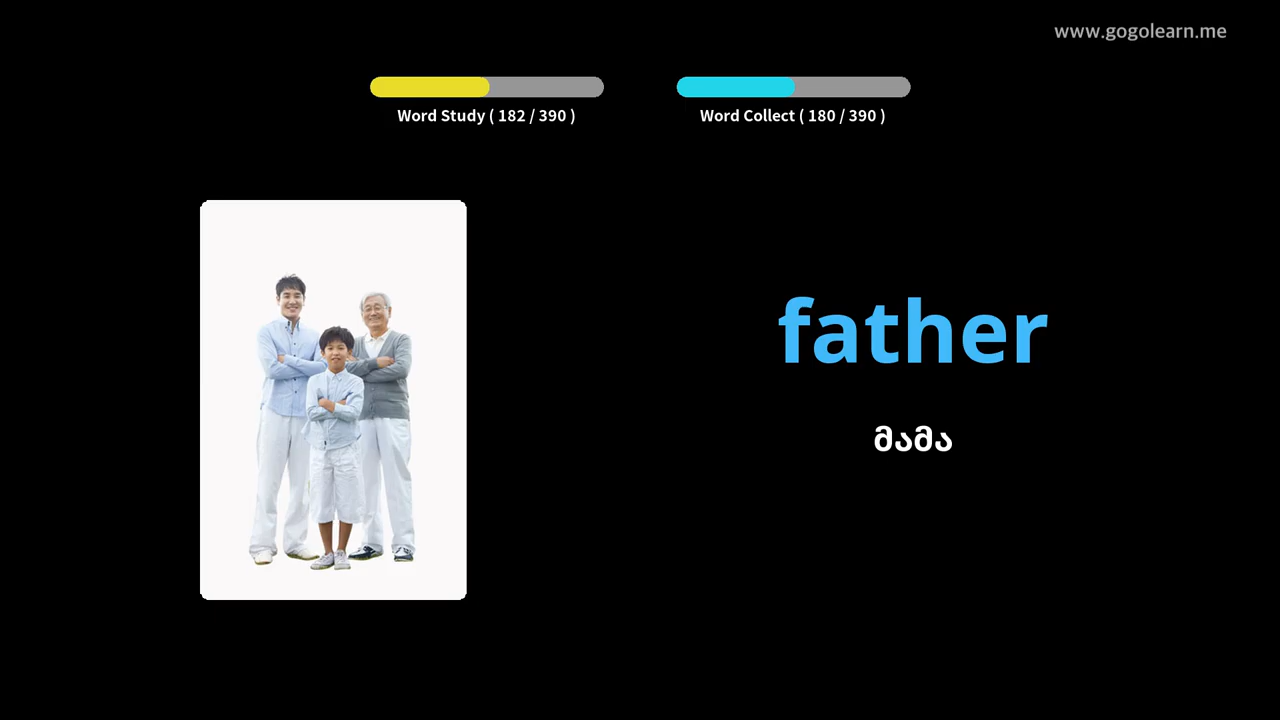 www.gogolearn.me
Word Study ( 182 / 390 )
Word Collect ( 180 / 390 )
father
მამა